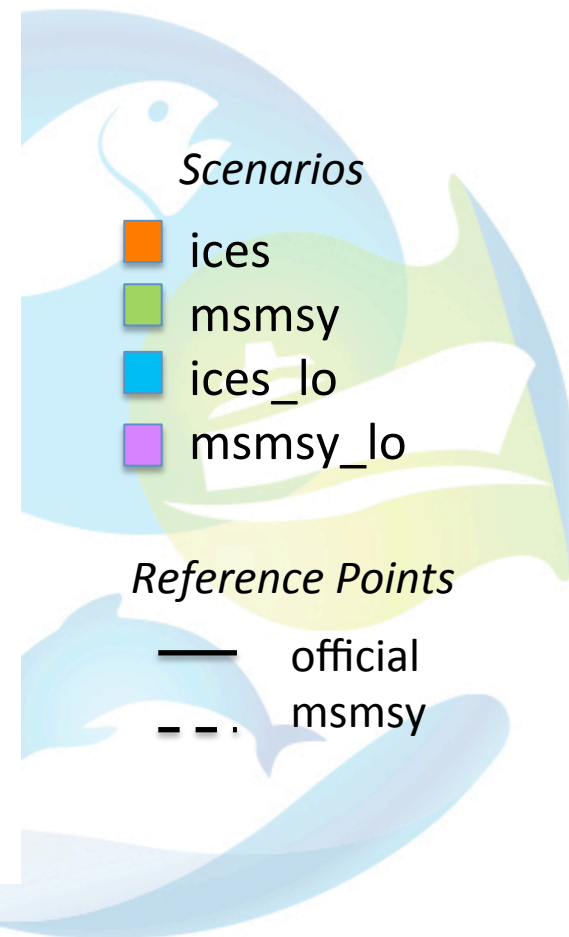 Scenarios
ices
msmsy
ices_lo
msmsy_lo
Reference Points
official
msmsy